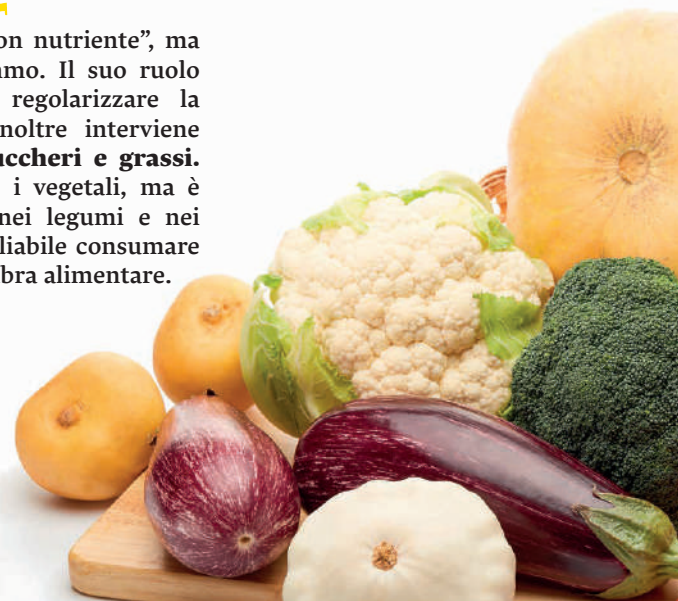 on nutriente”, ma
mo. Il suo ruolo
regolarizzare la
noltre interviene
uccheri e grassi.
i vegetali, ma è
nei legumi e nei
liabile consumare
bra alimentare.